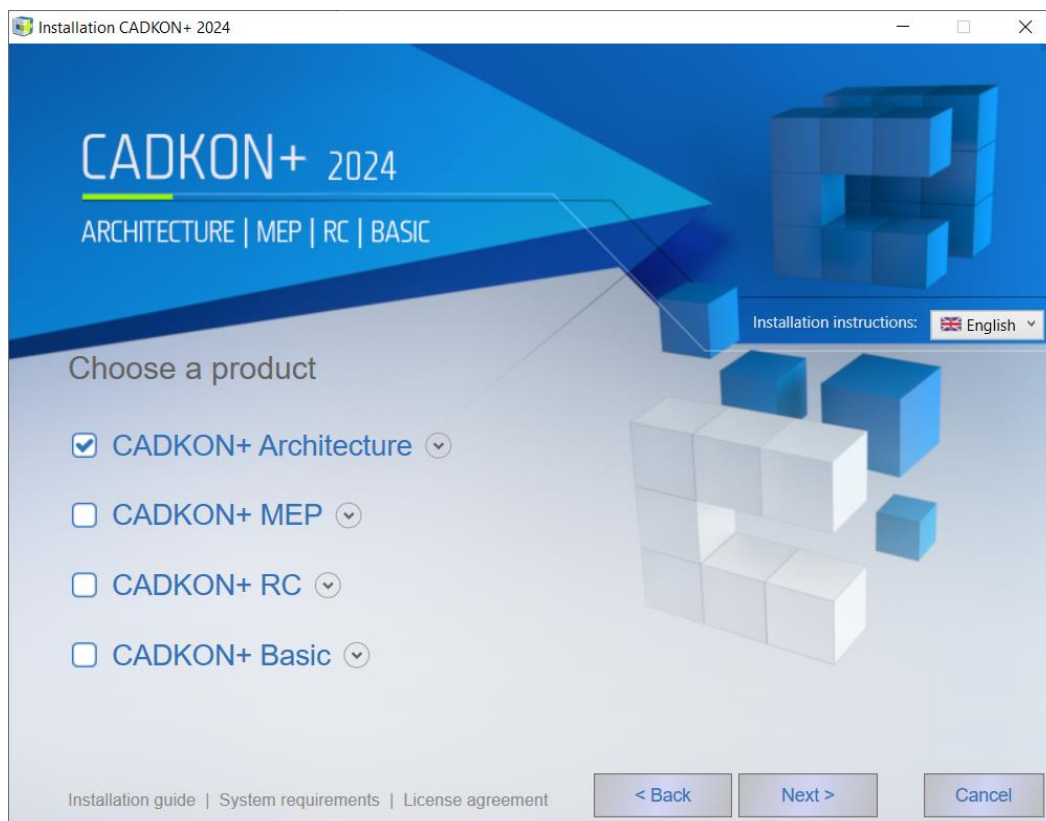 Installation CADKON+ 2024
CADKON+ 2024
ARCHITECTURE | MEP | RC | BASIC
Installation instructions: English
Choose a product
CADKON+ Architecture
CADKON+ MEP
CADKON+ RC
CADKON+ Basic
Installation guide | System requirements | License agreement
< Back Next > Cancel